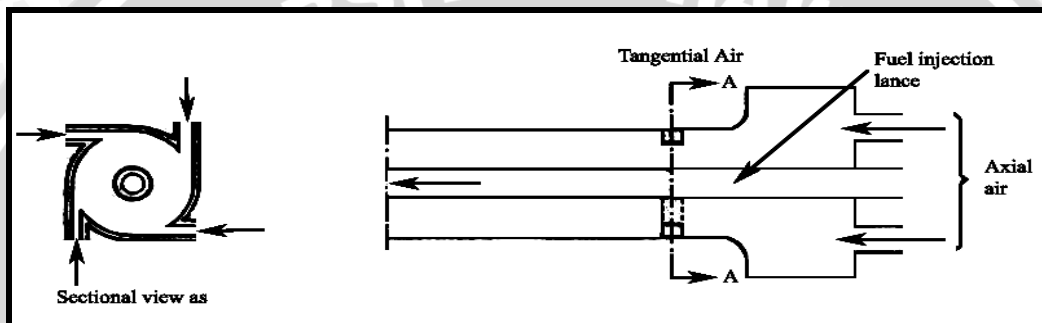 Tangential Air
A
Fuel injection
lance
Axial
air
A
Sectional view as